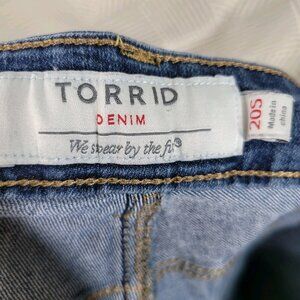 TORRID
DENIM
We swear by the fit®
20S
Made in
china